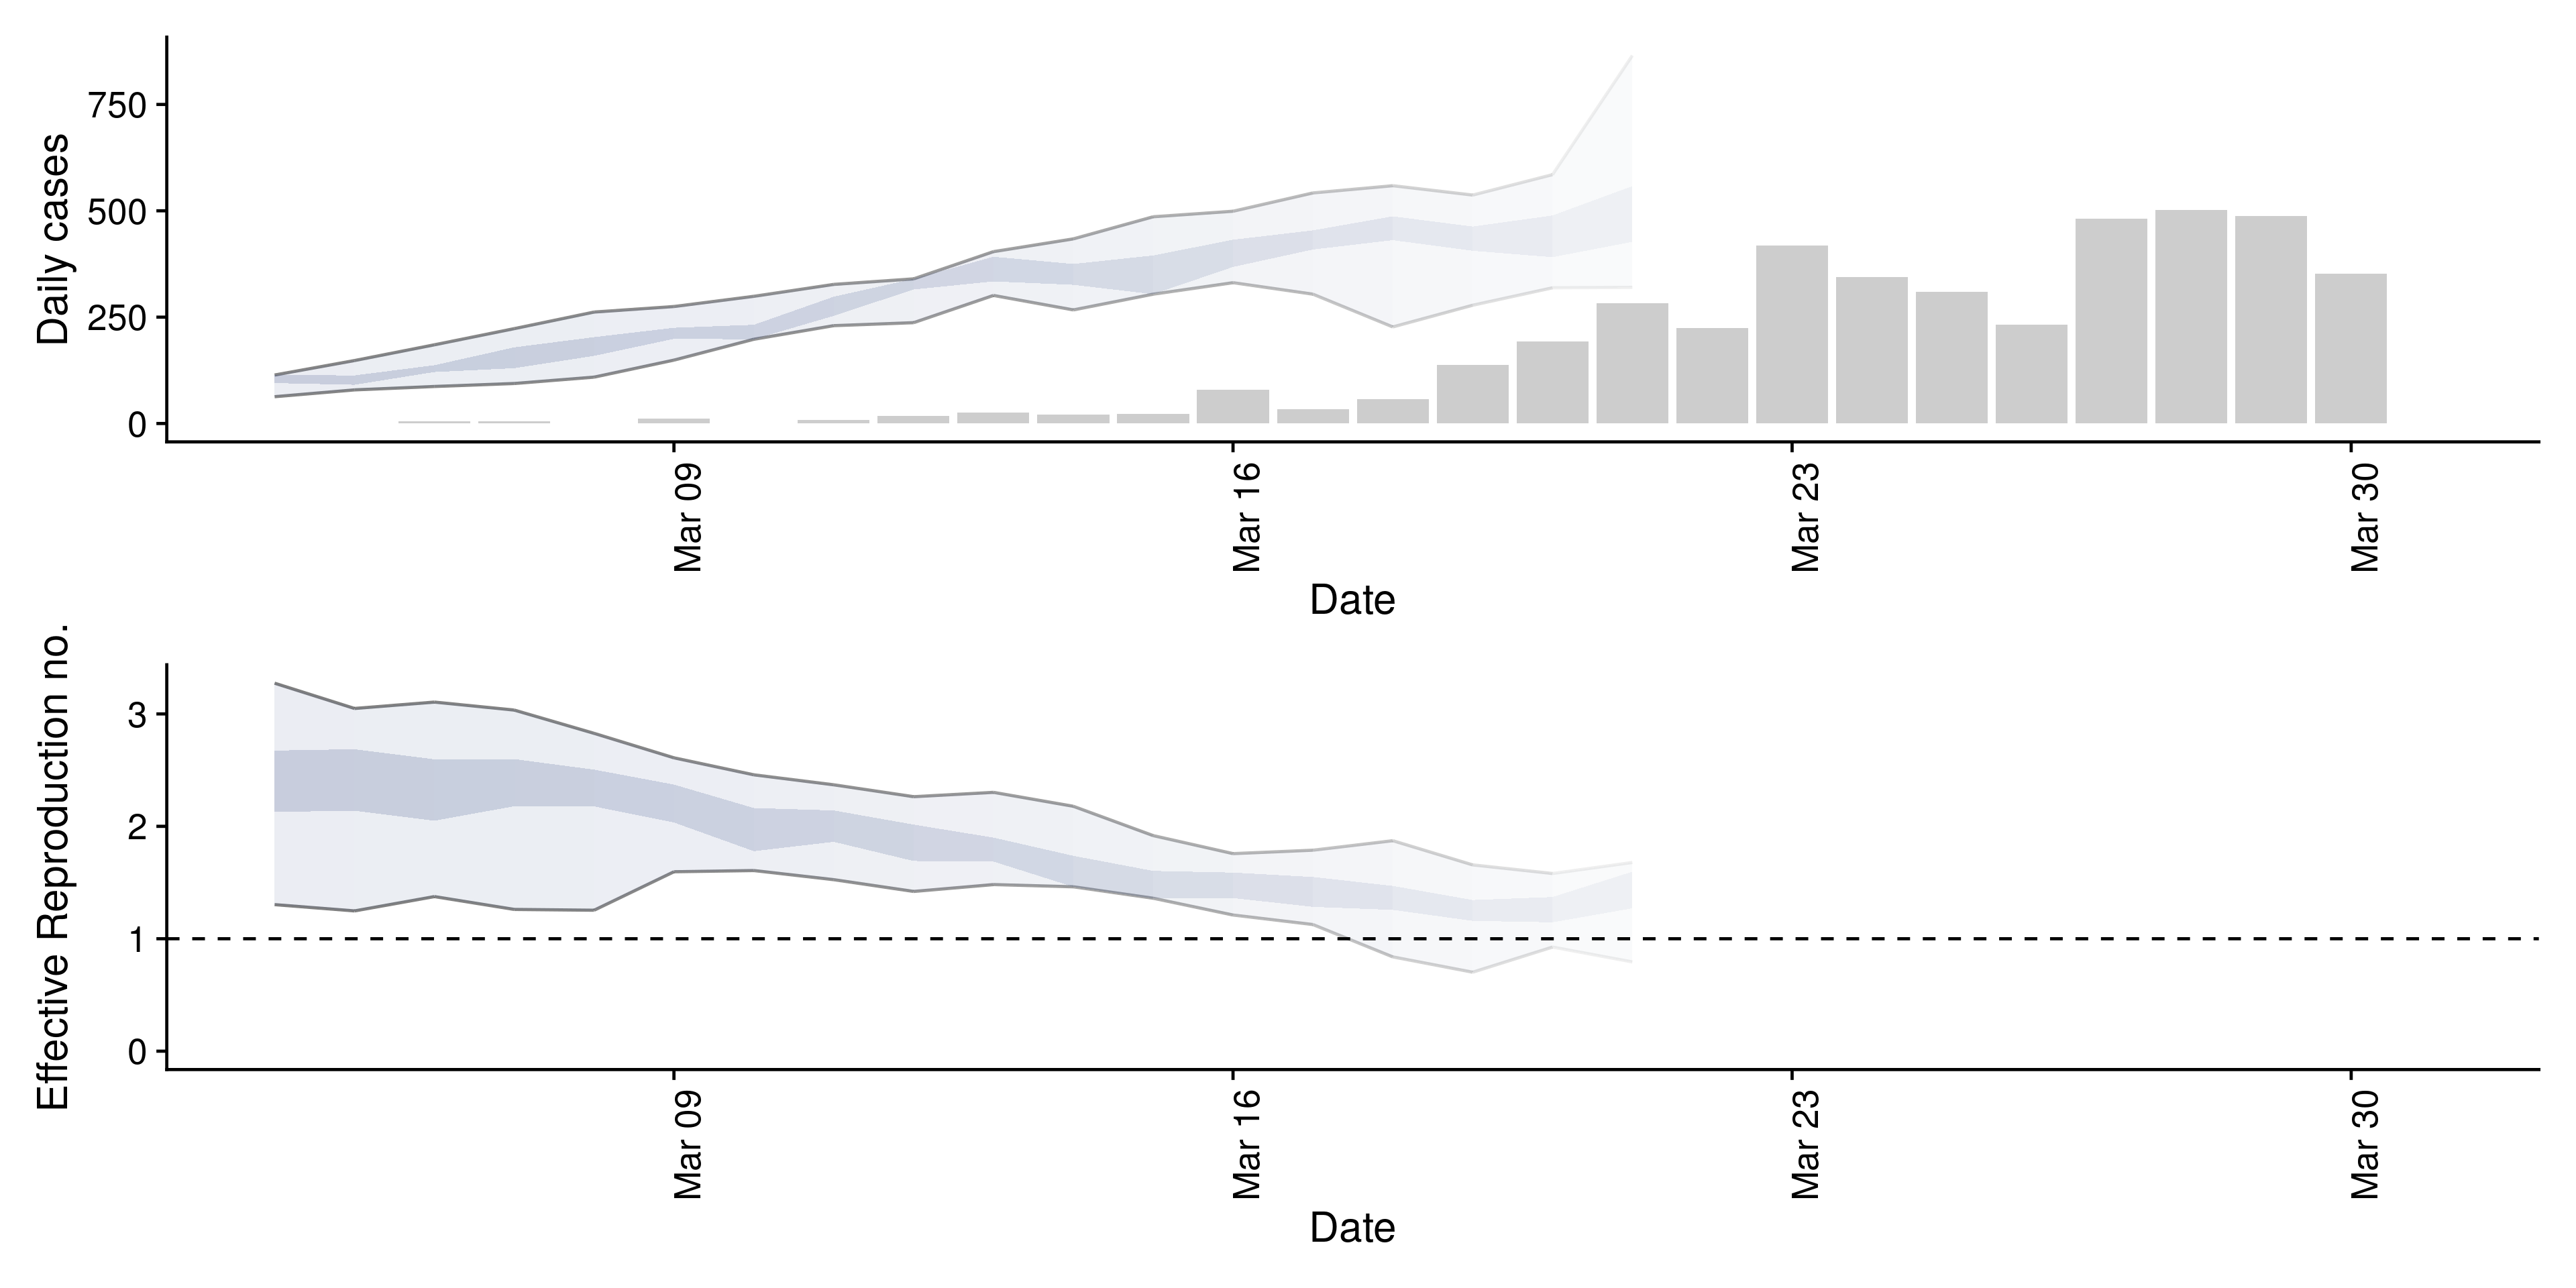 Daily cases
750
500
250
0
Mar 09
Mar 16
Mar 23
Mar 30
Date
Effective Reproduction no.
3
2
1
0
Mar 09
Mar 16
Mar 23
Mar 30
Date